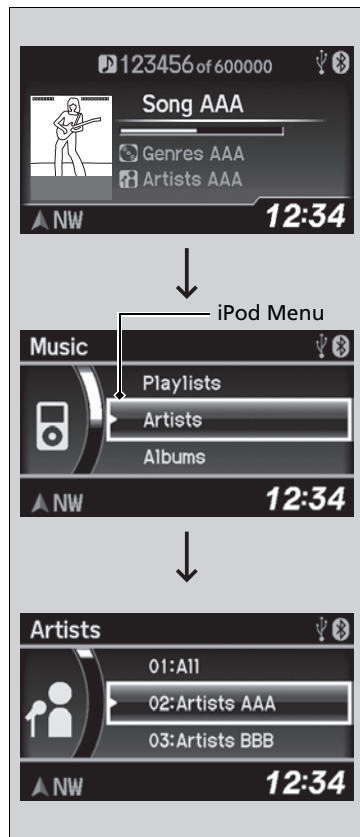 123456 of 600000
Song AAA
Genres AAA
Artists AAA
NW 12:34
iPod Menu
Music
Playlists
Artists
Albums
NW 12:34
Artists
01:All
02:Artists AAA
03:Artists BBB
NW 12:34